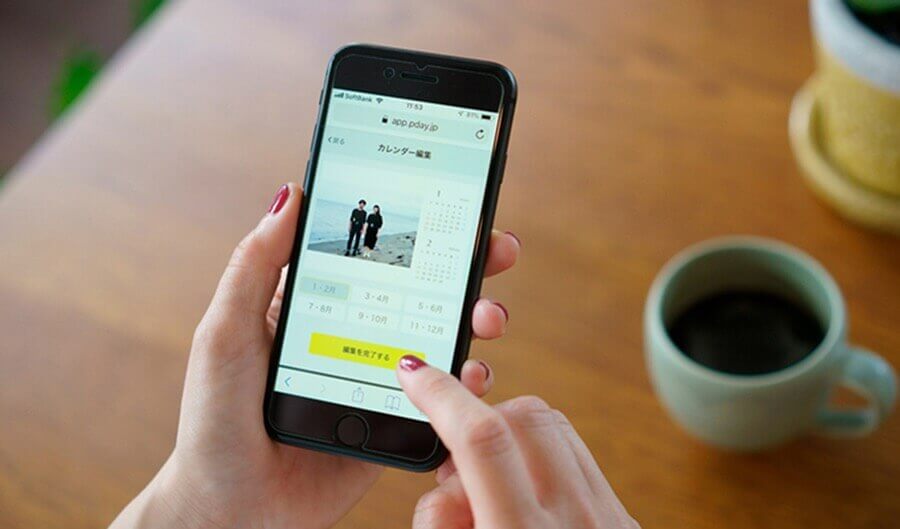 SoftBank 11:53 81%
app.pday.jp
<戻る カレンダー編集
1
2
1・2月 3・4月 5・6月
7・8月 9・10月 11・12月
編集を完了する